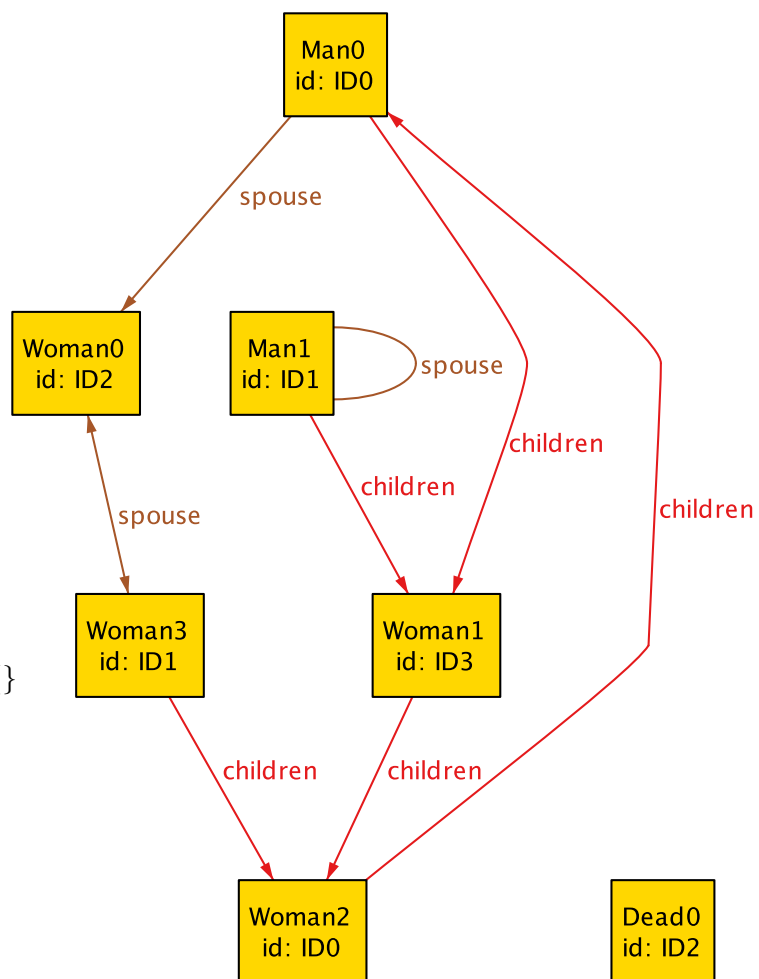 Man0
id: ID0
spouse
Woman0
id: ID2
Man1
id: ID1
spouse
children
children
children
spouse
Woman3
id: ID1
Woman1
id: ID3
}
children
children
Woman2
id: ID0
Dead0
id: ID2